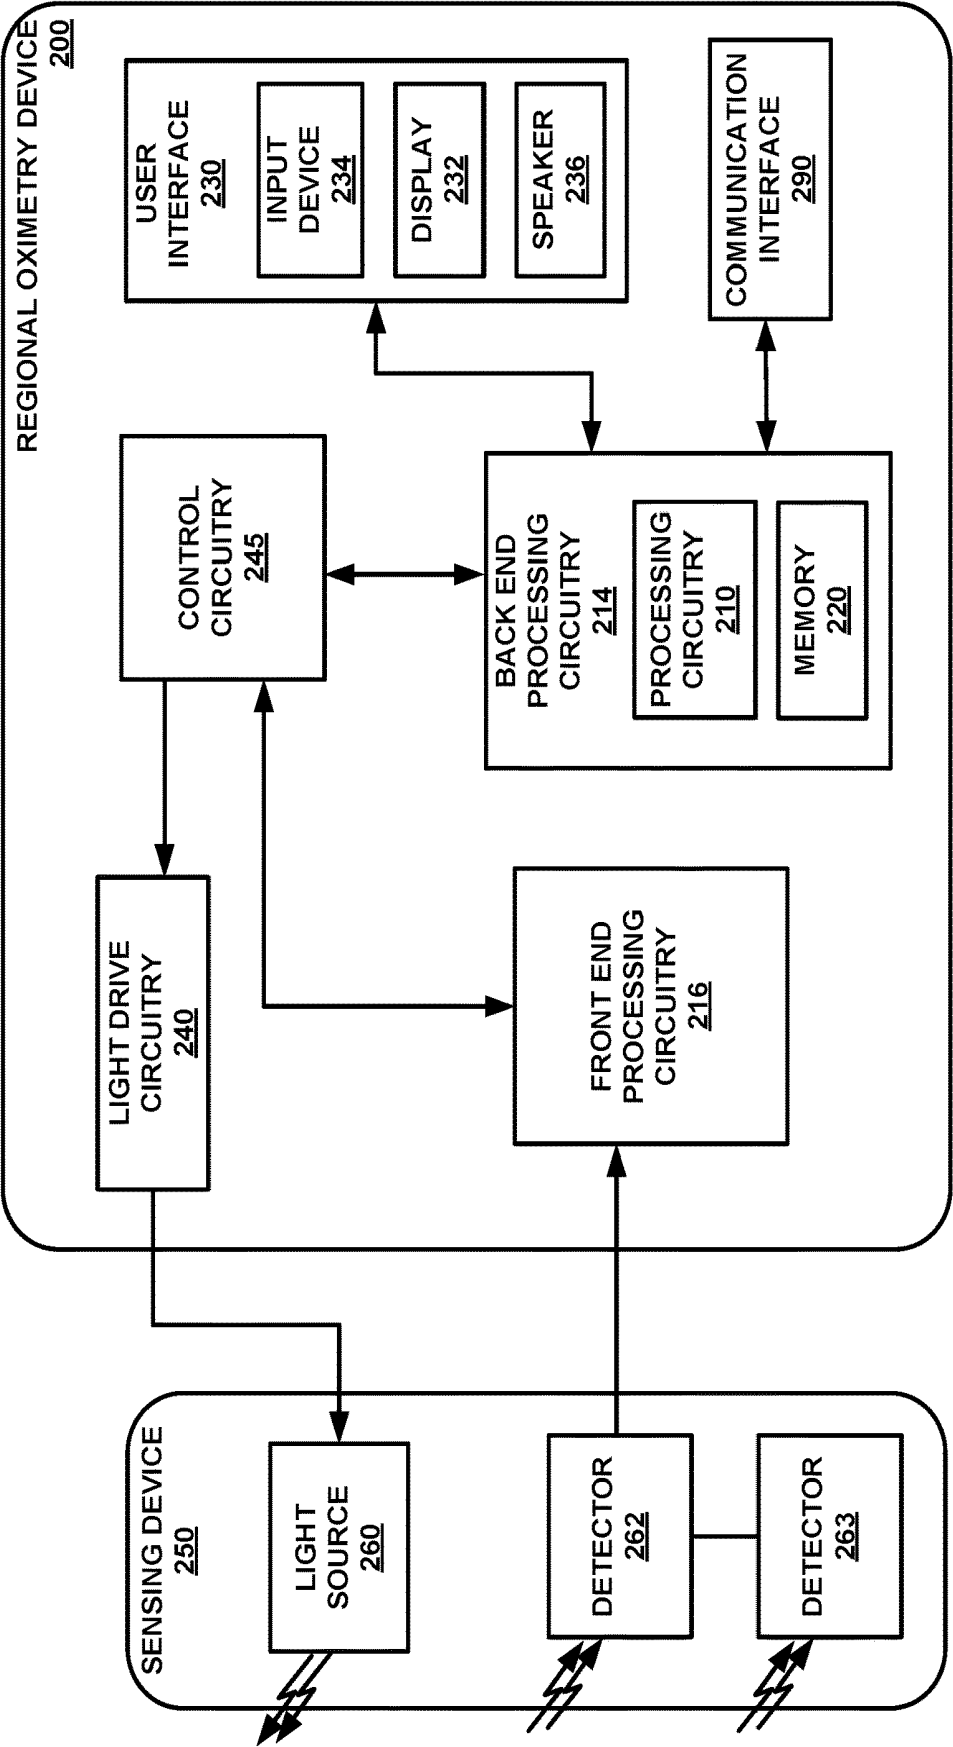 REGIONAL OXIMETRY DEVICE
200
USER
INTERFACE
230
INPUT
DEVICE
234
DISPLAY
232
SPEAKER
236
COMMUNICATION
INTERFACE
290
CONTROL
CIRCUITRY
245
BACK END
PROCESSING
CIRCUITRY
214
PROCESSING
CIRCUITRY
210
MEMORY
220
LIGHT DRIVE
CIRCUITRY
240
FRONT END
PROCESSING
CIRCUITRY
216
SENSING DEVICE
250
LIGHT
SOURCE
260
DETECTOR
262
DETECTOR
263